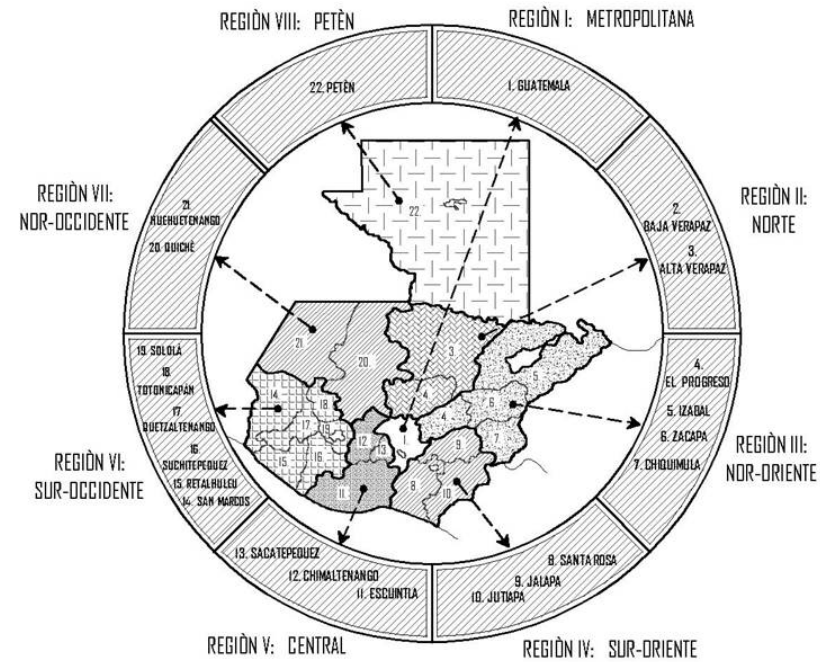 REGIÒN VIII: PETÈN
REGIÒN I: METROPOLITANA
22. PETÈN
1. GUATEMALA
REGIÒN VII:
NOR-OCCIDENTE
21
HUEHUETENANGO
20. QUICHÈ
REGIÒN II:
NORTE
2.
BAJA VERAPAZ
3.
ALTA VERAPAZ
22
21
20.
3
4
5
14
18
17
19
15
16
12
13
1.
4
6
7
9
8
10
11
19. SOLOLÀ
18
TOTONICAPÀN
17
QUETZALTENANGO
16
SUCHITEPEQUEZ
15. RETALHULEU
14. SAN MARCOS
REGIÒN VI:
SUR-OCCIDENTE
4.
EL PROGRESO
5. IZABAL
6. ZACAPA
7. CHIQUIMULA
REGIÒN III:
NOR-ORIENTE
13. SACATEPEQUEZ
12. CHIMALTENANGO
11. ESCUINTLA
8. SANTA ROSA
9. JALAPA
10. JUTIAPA
REGIÒN V: CENTRAL
REGIÒN IV: SUR-ORIENTE